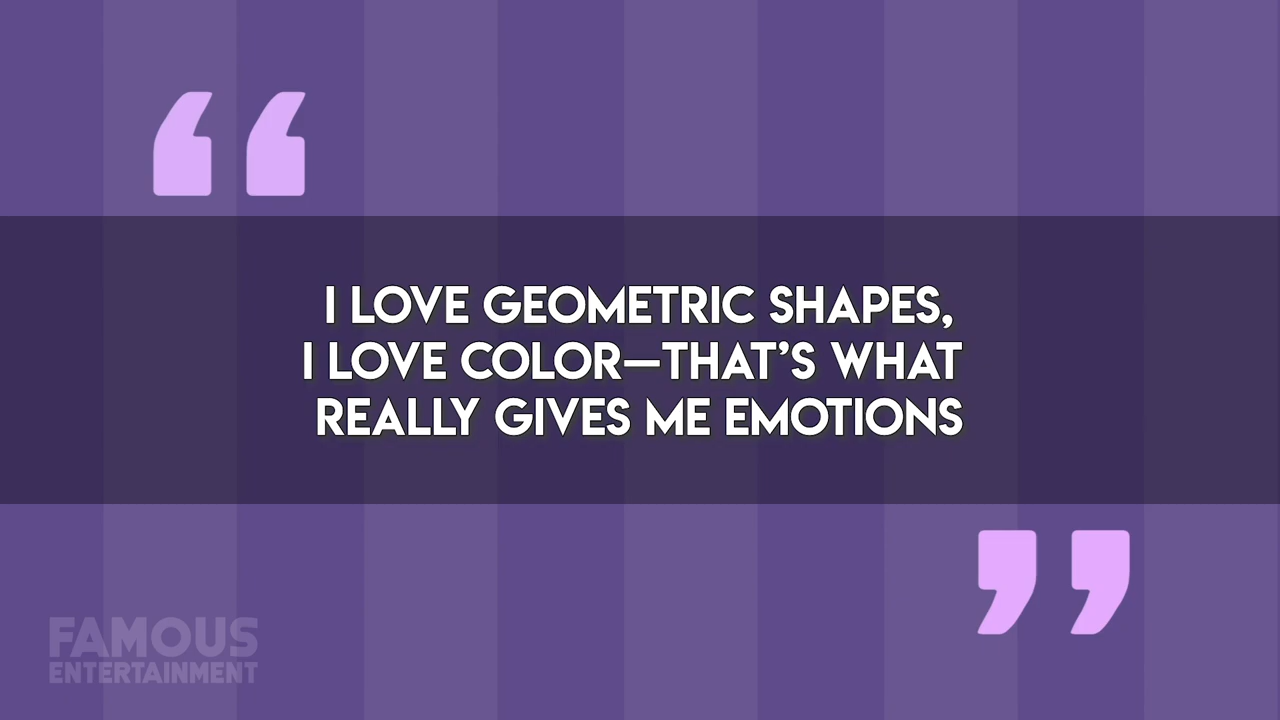 “
I LOVE GEOMETRIC SHAPES,
I LOVE COLOR—THAT’S WHAT
REALLY GIVES ME EMOTIONS
”
FAMOUS
ENTERTAINMENT